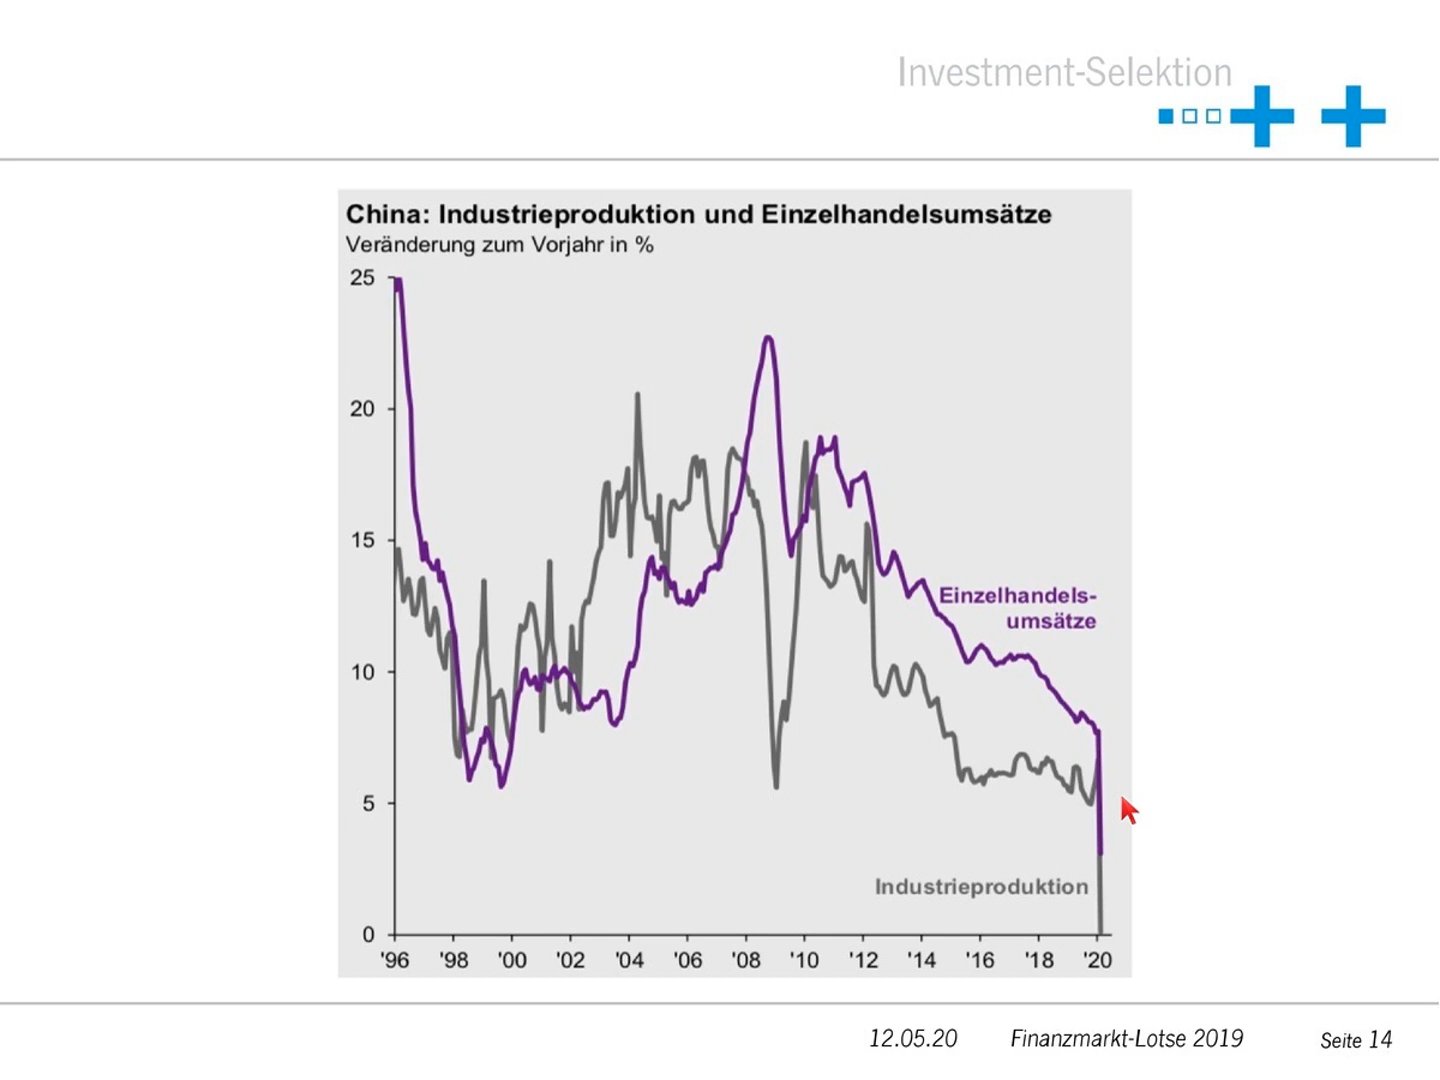 Investment-Selektion
China: Industrieproduktion und Einzelhandelsumsätze
Veränderung zum Vorjahr in %
25
20
15
10
5
0
Einzelhandels-
umsätze
Industrieproduktion
'96 '98 '00 '02 '04 '06 '08 '10 '12 '14 '16 '18 '20
12.05.20 Finanzmarkt-Lotse 2019 Seite 14